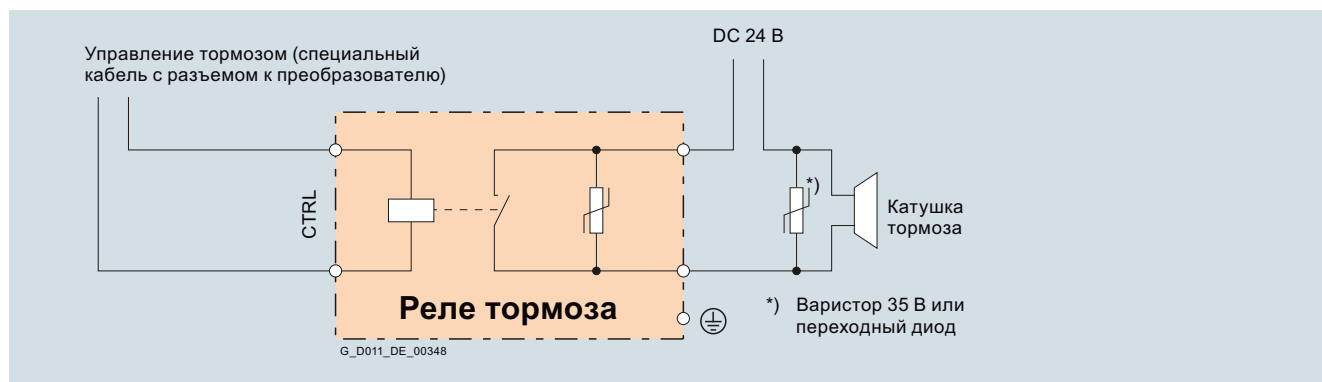 DC 24 В
Управление тормозом (специальный
кабель с разъемом к преобразователю)
CTRL
*)
Катушка
тормоза
Реле тормоза
*) Варистор 35 В или
переходный диод
G_D011_DE_00348